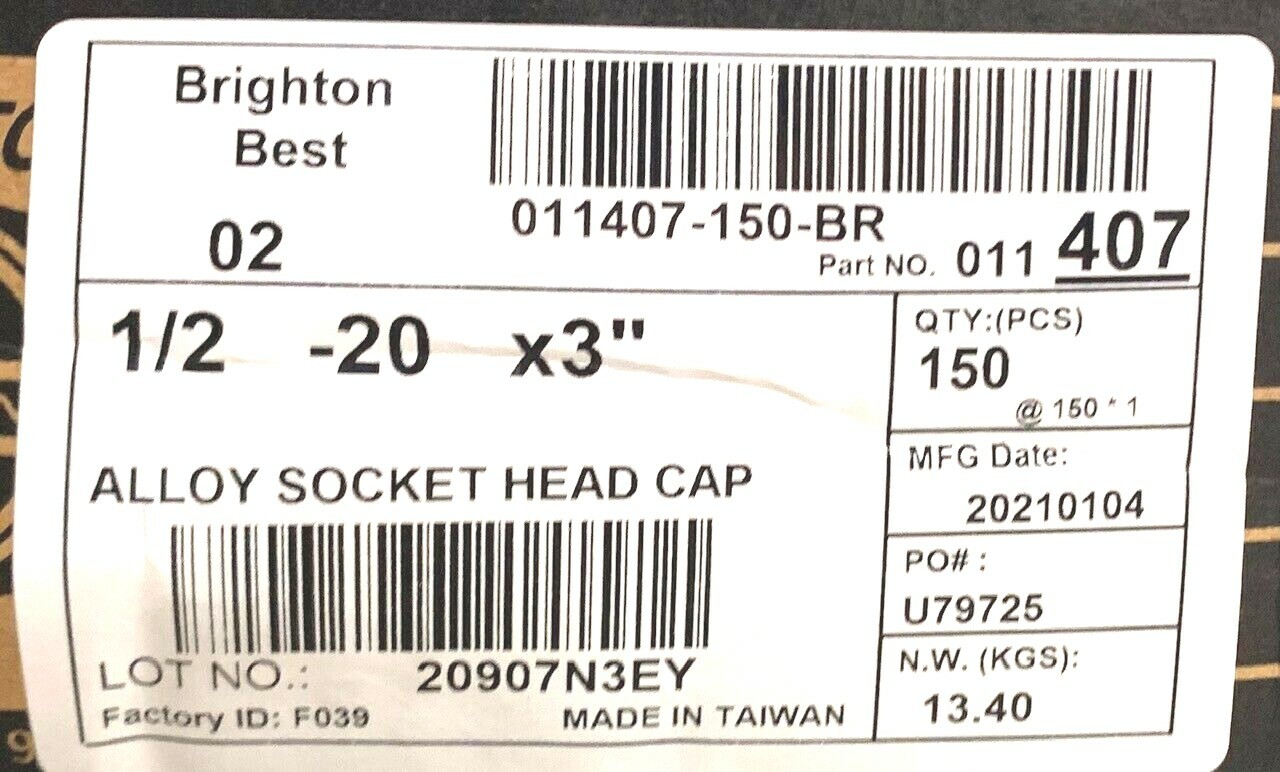 Brighton
Best
02
011407-150-BR
Part NO. 011 407
1/2 -20 x3"
QTY:(PCS)
150
@ 150 * 1
ALLOY SOCKET HEAD CAP
MFG Date:
20210104
PO# :
U79725
LOT NO.: 20907N3EY
Factory ID: F039 MADE IN TAIWAN
N.W. (KGS):
13.40